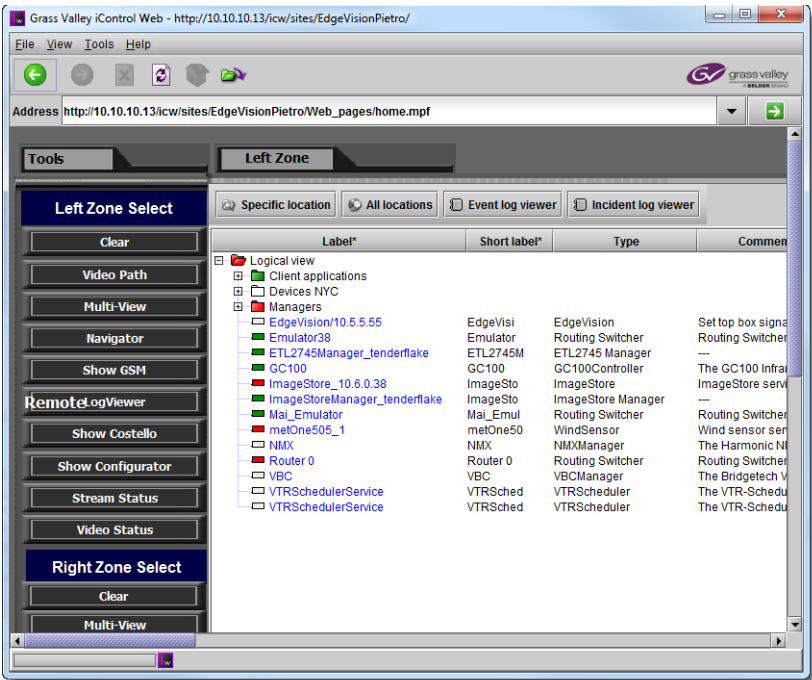 Grass Valley iControl Web - http://10.10.10.13/icw/sites/EdgeVisionPietro/
File View Tools Help
GV grass valley
A BELDEN BRAND
Address http://10.10.10.13/icw/sites/EdgeVisionPietro/Web_pages/home.mpf
Tools
Left Zone
Left Zone Select
Clear
Video Path
Multi-View
Navigator
Show GSM
RemoteLogViewer
Show Costello
Show Configurator
Stream Status
Video Status
Right Zone Select
Clear
Multi-View
Specific location All locations Event log viewer Incident log viewer
Label* Short label* Type Commen
Logical view
Client applications
Devices NYC
Managers
EdgeVision/10.5.5.55 EdgeVisi EdgeVision Set top box signa
Emulator38 Emulator Routing Switcher Routing Switcher
ETL2745Manager_tenderflake ETL2745M ETL2745 Manager ---
GC100 GC100 GC100Controller The GC100 Infrar
ImageStore_10.6.0.38 ImageSto ImageStore ImageStore servi
ImageStoreManager_tenderflake ImageSto ImageStore Manager ---
Mai_Emulator Mai_Emul Routing Switcher Routing Switcher
metOne505_1 metOne50 WindSensor Wind sensor serv
NMX NMX NMXManager The Harmonic NM
Router 0 Router 0 Routing Switcher Routing Switcher
VBC VBC VBCManager The Bridgetech V
VTRSchedulerService VTRSched VTRScheduler The VTR-Schedu
VTRSchedulerService VTRSched VTRScheduler The VTR-Schedu